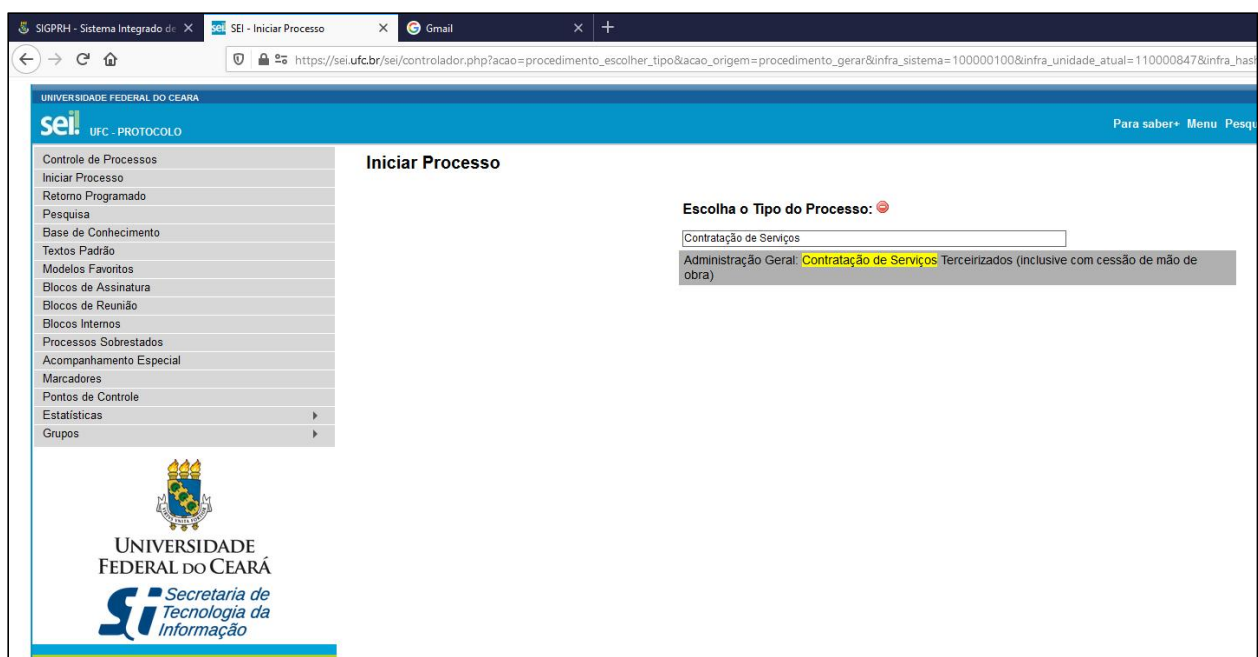 SIGPRH - Sistema Integrado de
sei! SEI - Iniciar Processo
Gmail
https://sei.ufc.br/sei/controlador.php?acao=procedimento_escolher_tipo&acao_origem=procedimento_gerar&infra_sistema=100000100&infra_unidade_atual=110000847&infra_hash
UNIVERSIDADE FEDERAL DO CEARÁ
sei! UFC - PROTOCOLO
Para saber+ Menu Pesqu
Controle de Processos
Iniciar Processo
Retorno Programado
Pesquisa
Base de Conhecimento
Textos Padrão
Modelos Favoritos
Blocos de Assinatura
Blocos de Reunião
Blocos Internos
Processos Sobrestados
Acompanhamento Especial
Marcadores
Pontos de Controle
Estatísticas
Grupos
Iniciar Processo
Escolha o Tipo do Processo:
Contratação de Serviços
Administração Geral: Contratação de Serviços Terceirizados (inclusive com cessão de mão de
obra)
UNIVERSIDADE
FEDERAL DO CEARÁ
STi
Secretaria de
Tecnologia da
Informação